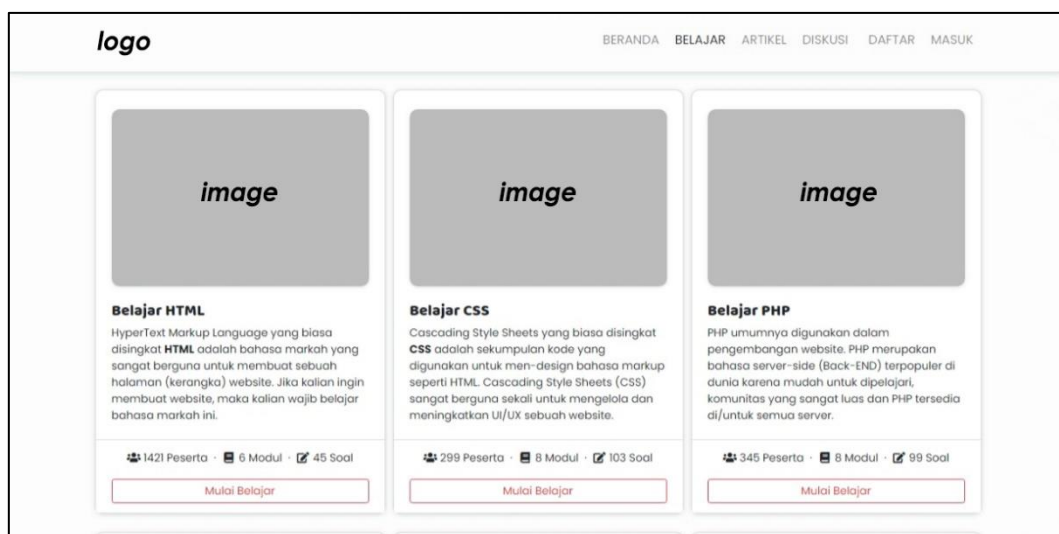 logo
BERANDA BELAJAR ARTIKEL DISKUSI DAFTAR MASUK
image
Belajar HTML
HyperText Markup Language yang biasa
disingkat HTML adalah bahasa markah yang
sangat berguna untuk membuat sebuah
halaman (kerangka) website. Jika kalian ingin
membuat website, maka kalian wajib belajar
bahasa markah ini.
1421 Peserta · 6 Modul · 45 Soal
Mulai Belajar
image
Belajar CSS
Cascading Style Sheets yang biasa disingkat
CSS adalah sekumpulan kode yang
digunakan untuk men-design bahasa markup
seperti HTML. Cascading Style Sheets (CSS)
sangat berguna sekali untuk mengelola dan
meningkatkan UI/UX sebuah website.
299 Peserta · 8 Modul · 103 Soal
Mulai Belajar
image
Belajar PHP
PHP umumnya digunakan dalam
pengembangan website. PHP merupakan
bahasa server-side (Back-END) terpopuler di
dunia karena mudah untuk dipelajari,
komunitas yang sangat luas dan PHP tersedia
di/untuk semua server.
345 Peserta · 8 Modul · 99 Soal
Mulai Belajar